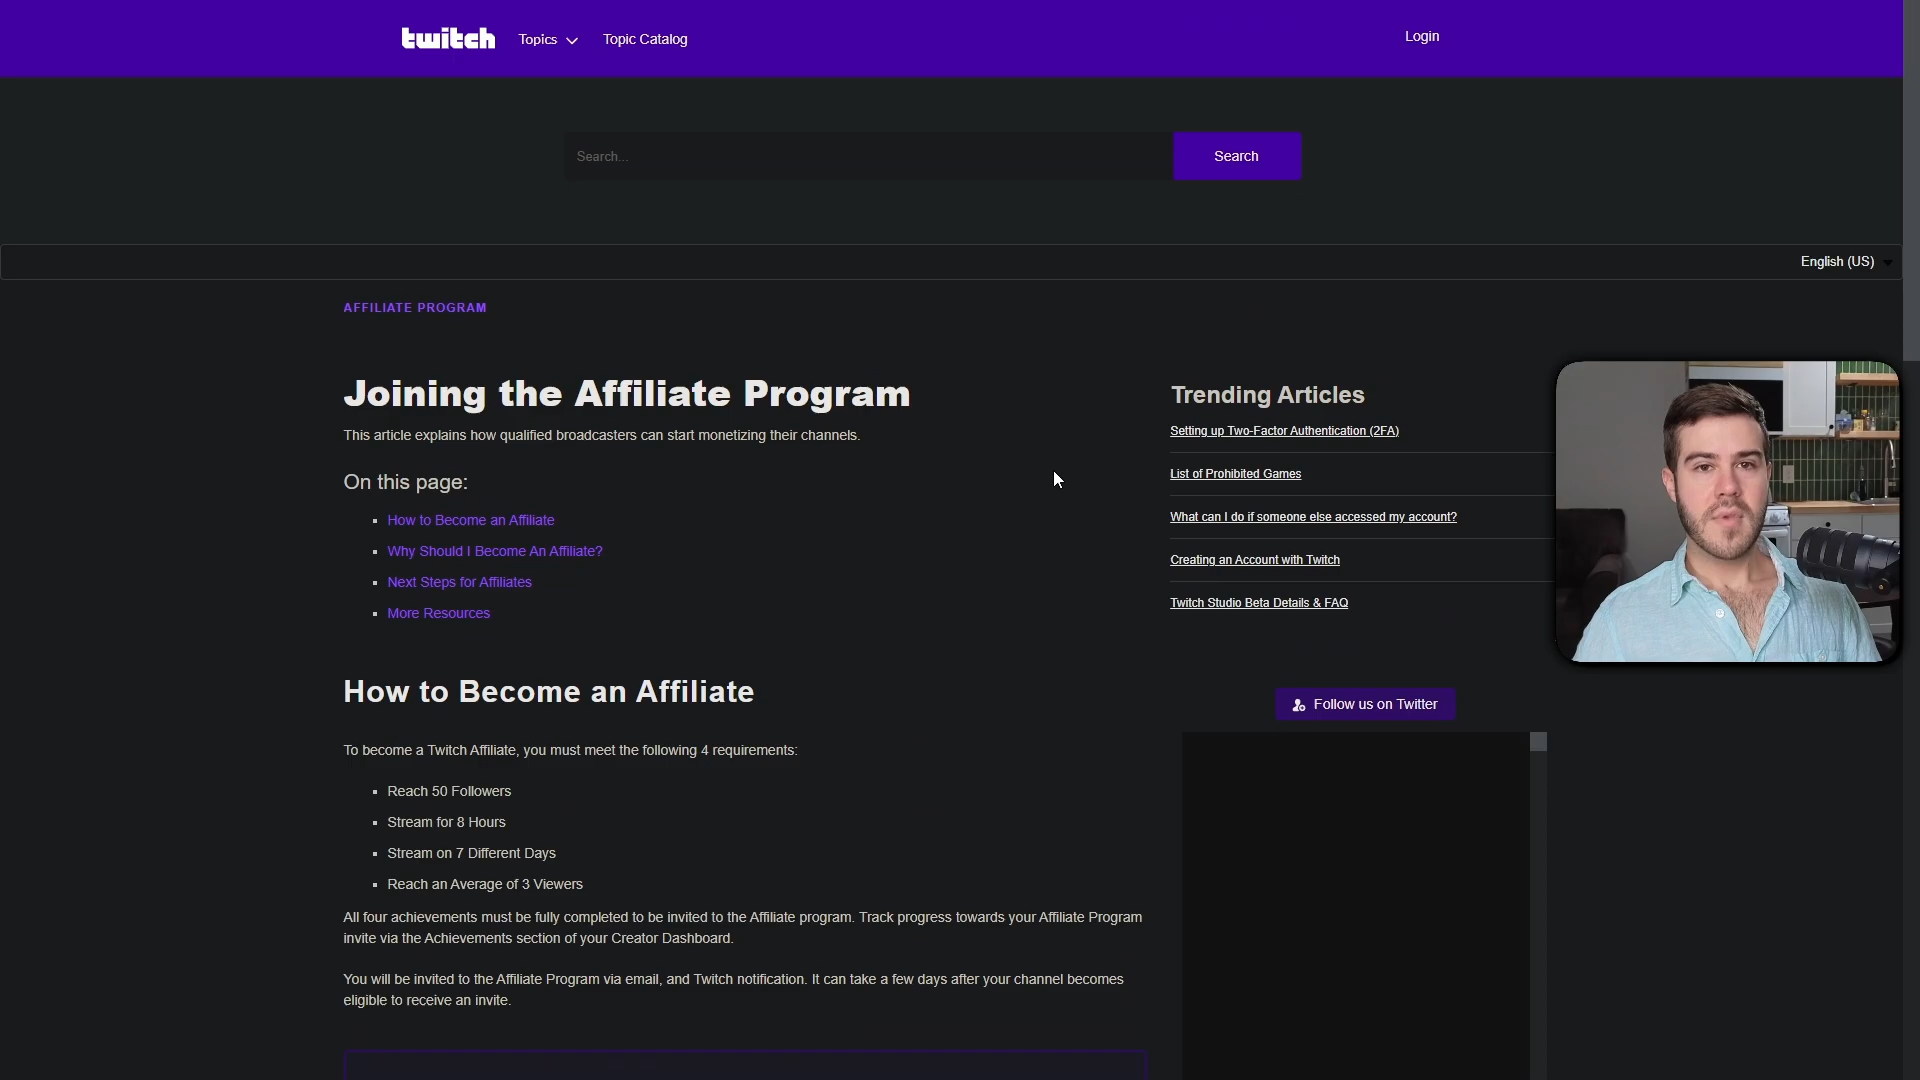 twitch
Topics
Topic Catalog
Login
Search...
Search
English (US)
AFFILIATE PROGRAM
Joining the Affiliate Program
This article explains how qualified broadcasters can start monetizing their channels.
On this page:
How to Become an Affiliate
Why Should I Become An Affiliate?
Next Steps for Affiliates
More Resources
Trending Articles
Setting up Two-Factor Authentication (2FA)
List of Prohibited Games
What can I do if someone else accessed my account?
Creating an Account with Twitch
Twitch Studio Beta Details & FAQ
How to Become an Affiliate
To become a Twitch Affiliate, you must meet the following 4 requirements:
Reach 50 Followers
Stream for 8 Hours
Stream on 7 Different Days
Reach an Average of 3 Viewers
All four achievements must be fully completed to be invited to the Affiliate program. Track progress towards your Affiliate Program
invite via the Achievements section of your Creator Dashboard.
You will be invited to the Affiliate Program via email, and Twitch notification. It can take a few days after your channel becomes
eligible to receive an invite.
Follow us on Twitter